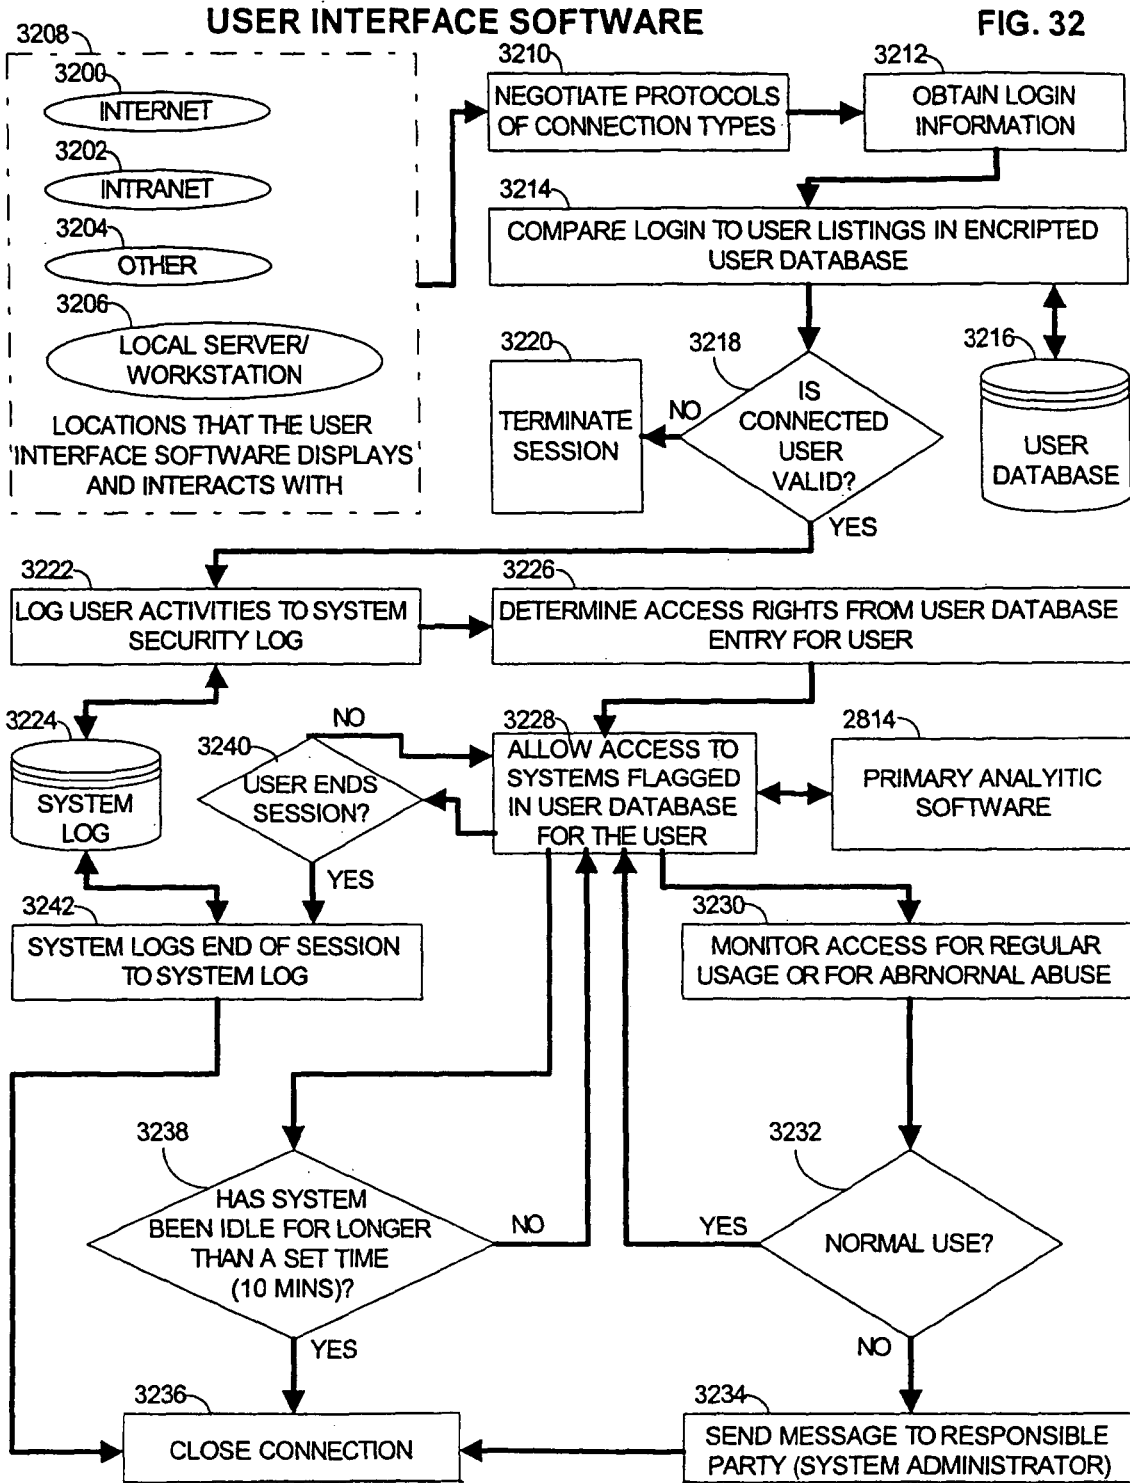 USER INTERFACE SOFTWARE
FIG. 32
3208
3200
INTERNET
3202
INTRANET
3204
OTHER
3206
LOCAL SERVER/
WORKSTATION
LOCATIONS THAT THE USER
INTERFACE SOFTWARE DISPLAYS
AND INTERACTS WITH
3210
NEGOTIATE PROTOCOLS
OF CONNECTION TYPES
3212
OBTAIN LOGIN
INFORMATION
3214
COMPARE LOGIN TO USER LISTINGS IN ENCRIPTED
USER DATABASE
3216
USER
DATABASE
3218
IS
CONNECTED
USER
VALID?
NO
YES
3220
TERMINATE
SESSION
3222
LOG USER ACTIVITIES TO SYSTEM
SECURITY LOG
3226
DETERMINE ACCESS RIGHTS FROM USER DATABASE
ENTRY FOR USER
3224
SYSTEM
LOG
3240
USER ENDS
SESSION?
NO
YES
3228
ALLOW ACCESS TO
SYSTEMS FLAGGED
IN USER DATABASE
FOR THE USER
2814
PRIMARY ANALYITIC
SOFTWARE
3242
SYSTEM LOGS END OF SESSION
TO SYSTEM LOG
3230
MONITOR ACCESS FOR REGULAR
USAGE OR FOR ABRNORNAL ABUSE
3238
HAS SYSTEM
BEEN IDLE FOR LONGER
THAN A SET TIME
(10 MINS)?
NO
YES
3232
NORMAL USE?
YES
NO
3236
CLOSE CONNECTION
3234
SEND MESSAGE TO RESPONSIBLE
PARTY (SYSTEM ADMINISTRATOR)